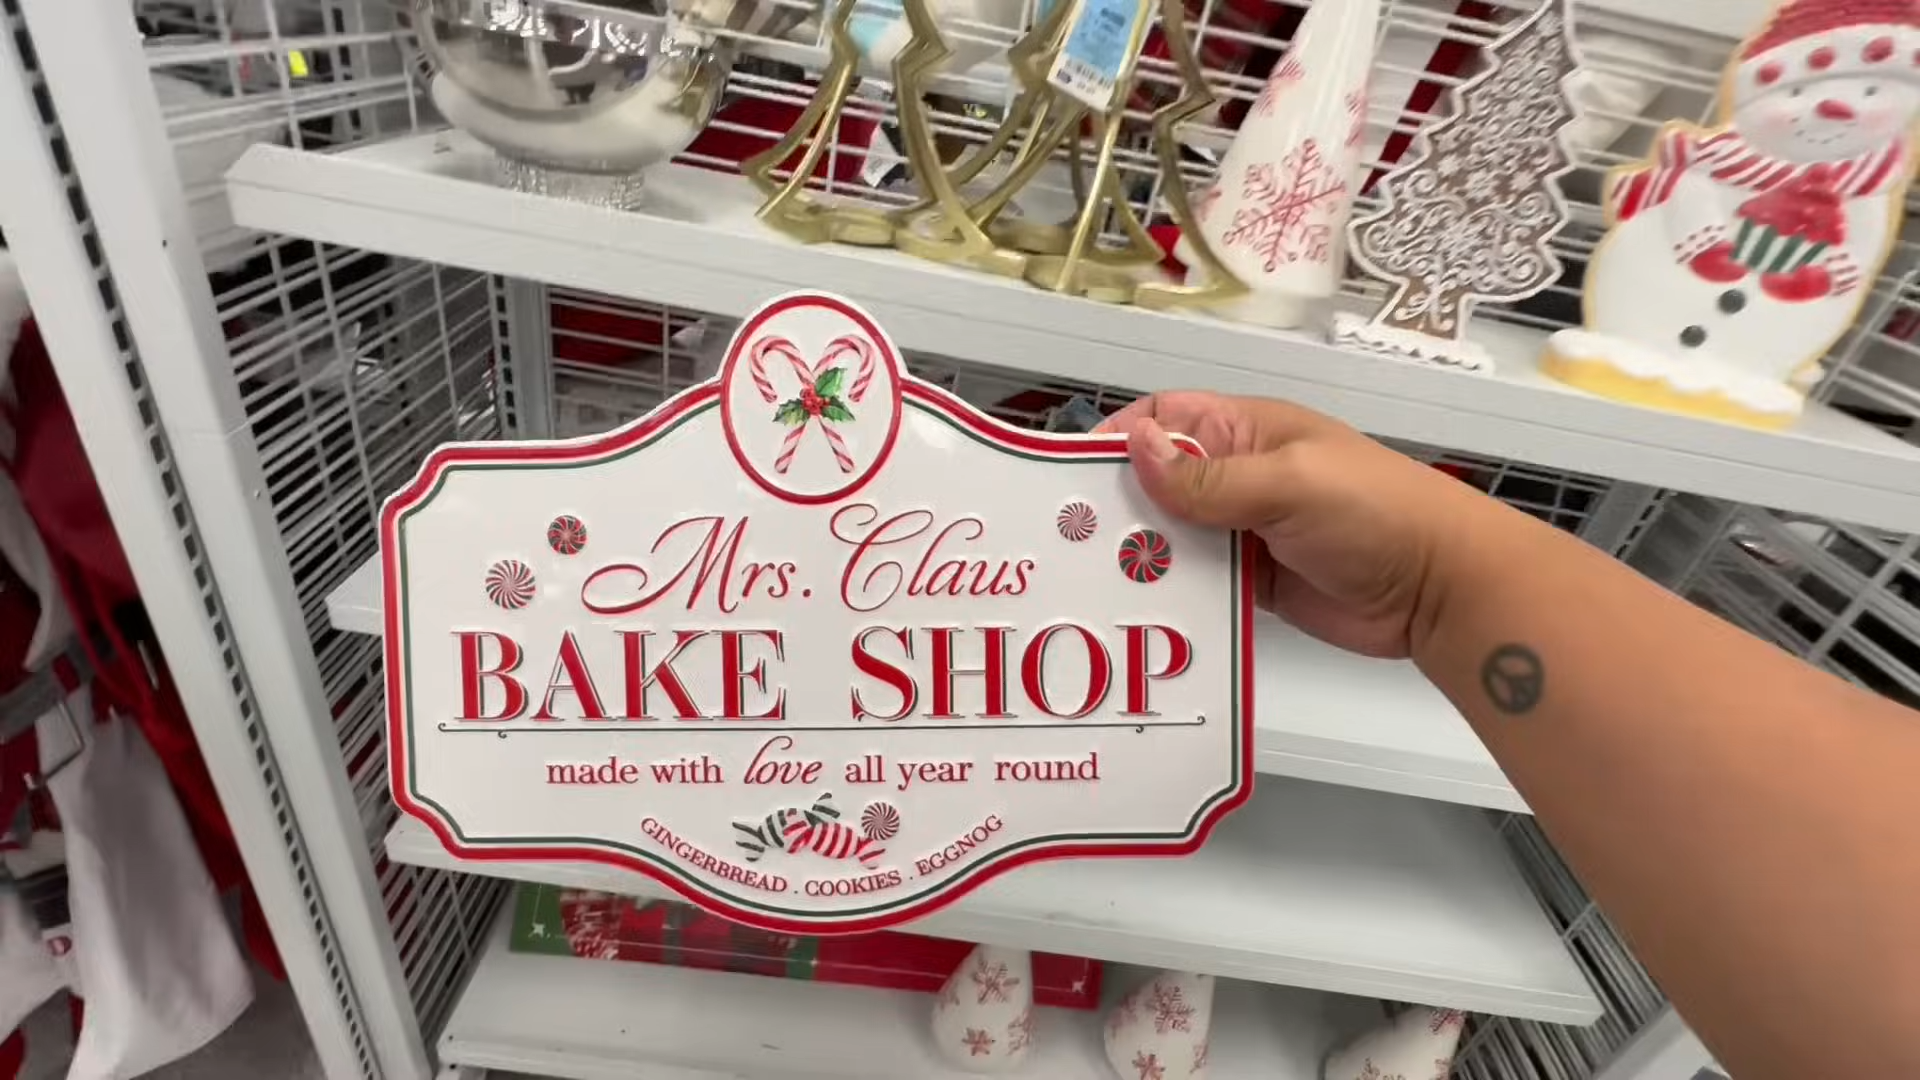 Mrs. Claus
BAKE SHOP
made with love all year round
GINGERBREAD . COOKIES . EGGNOG